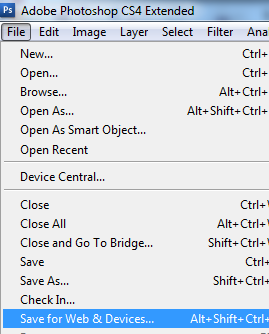 Ps Adobe Photoshop CS4 Extended
File Edit Image Layer Select Filter Ana
New... Ctrl+
Open... Ctrl+
Browse... Alt+Ctrl+
Open As... Alt+Shift+Ctrl+
Open As Smart Object...
Open Recent
Device Central...
Close Ctrl+
Close All Alt+Ctrl+
Close and Go To Bridge... Shift+Ctrl+
Save Ctrl+
Save As... Shift+Ctrl+
Check In...
Save for Web & Devices... Alt+Shift+Ctrl+